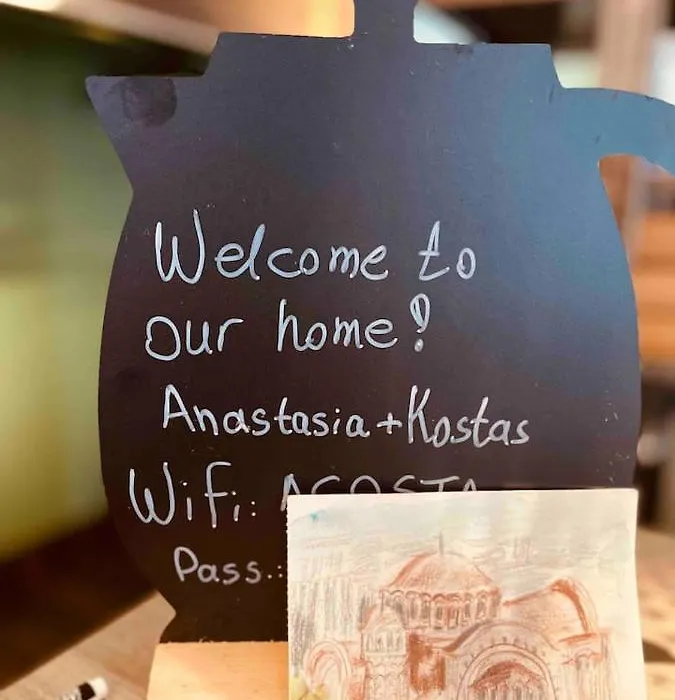 Welcome to
our home!
Anastasia + Kostas
Wifi:
Pass.: